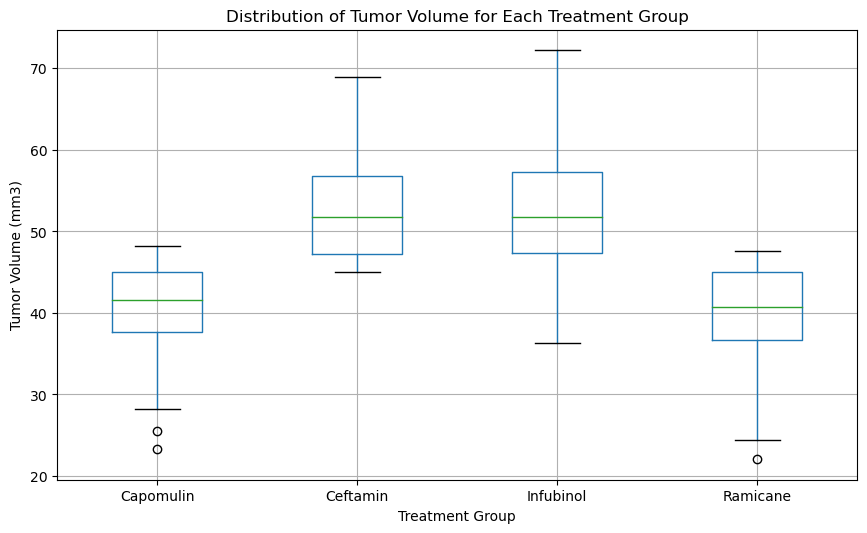 Distribution of Tumor Volume for Each Treatment Group
Tumor Volume (mm3)
70
60
50
40
30
20
Capomulin Ceftamin Infubinol Ramicane
Treatment Group